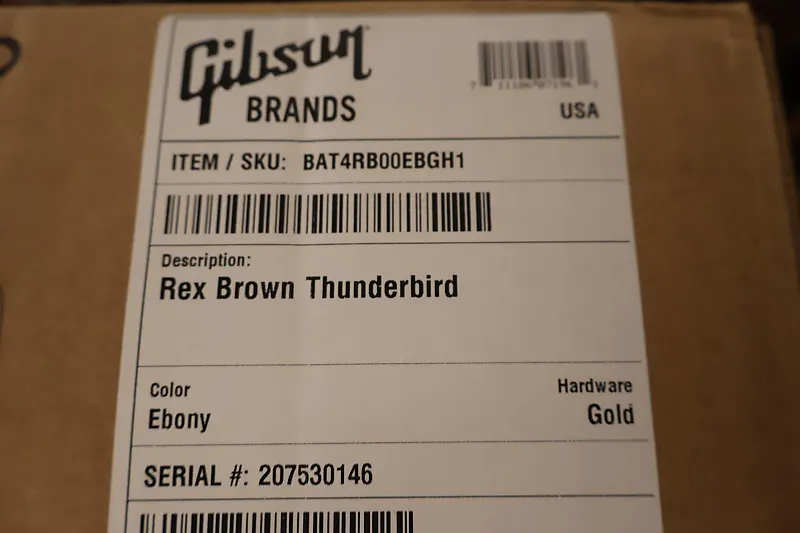 Gibson
BRANDS
USA
ITEM / SKU: BAT4RB00EBGH1
Description:
Rex Brown Thunderbird
Color
Hardware
Ebony
Gold
SERIAL #: 207530146